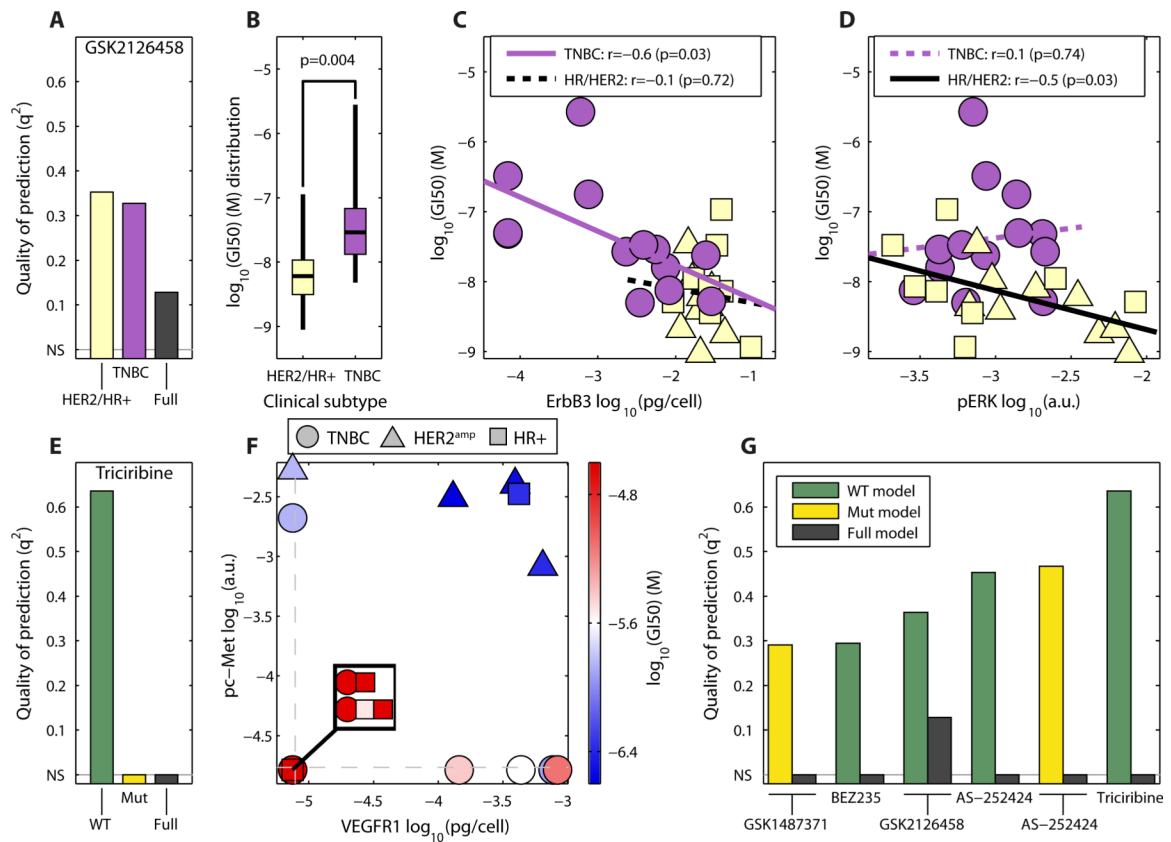 A
GSK2126458
Quality of prediction (q²)
0.6
0.5
0.4
0.3
0.2
0.1
NS
TNBC
HER2/HR+
Full
B
log₁₀(GI50) (M) distribution
−5
−6
−7
−8
−9
p=0.004
HER2/HR+ TNBC
Clinical subtype
C
TNBC: r=−0.6 (p=0.03)
HR/HER2: r=−0.1 (p=0.72)
log₁₀(GI50) (M)
−5
−6
−7
−8
−9
−4
−3
−2
−1
ErbB3 log₁₀(pg/cell)
D
TNBC: r=0.1 (p=0.74)
HR/HER2: r=−0.5 (p=0.03)
log₁₀(GI50) (M)
−5
−6
−7
−8
−9
−3.5
−3
−2.5
−2
pERK log₁₀(a.u.)
E
Triciribine
Quality of prediction (q²)
0.6
0.5
0.4
0.3
0.2
0.1
NS
Mut
WT
Full
F
TNBC
HER2ᵃᵐᵖ
HR+
pc−Met log₁₀(a.u.)
−2.5
−3
−3.5
−4
−4.5
−5
−4.5
−4
−3.5
−3
VEGFR1 log₁₀(pg/cell)
−4.8
−5.6
−6.4
log₁₀(GI50) (M)
G
WT model
Mut model
Full model
Quality of prediction (q²)
0.6
0.5
0.4
0.3
0.2
0.1
NS
BEZ235
AS−252424
Triciribine
GSK1487371
GSK2126458
AS−252424